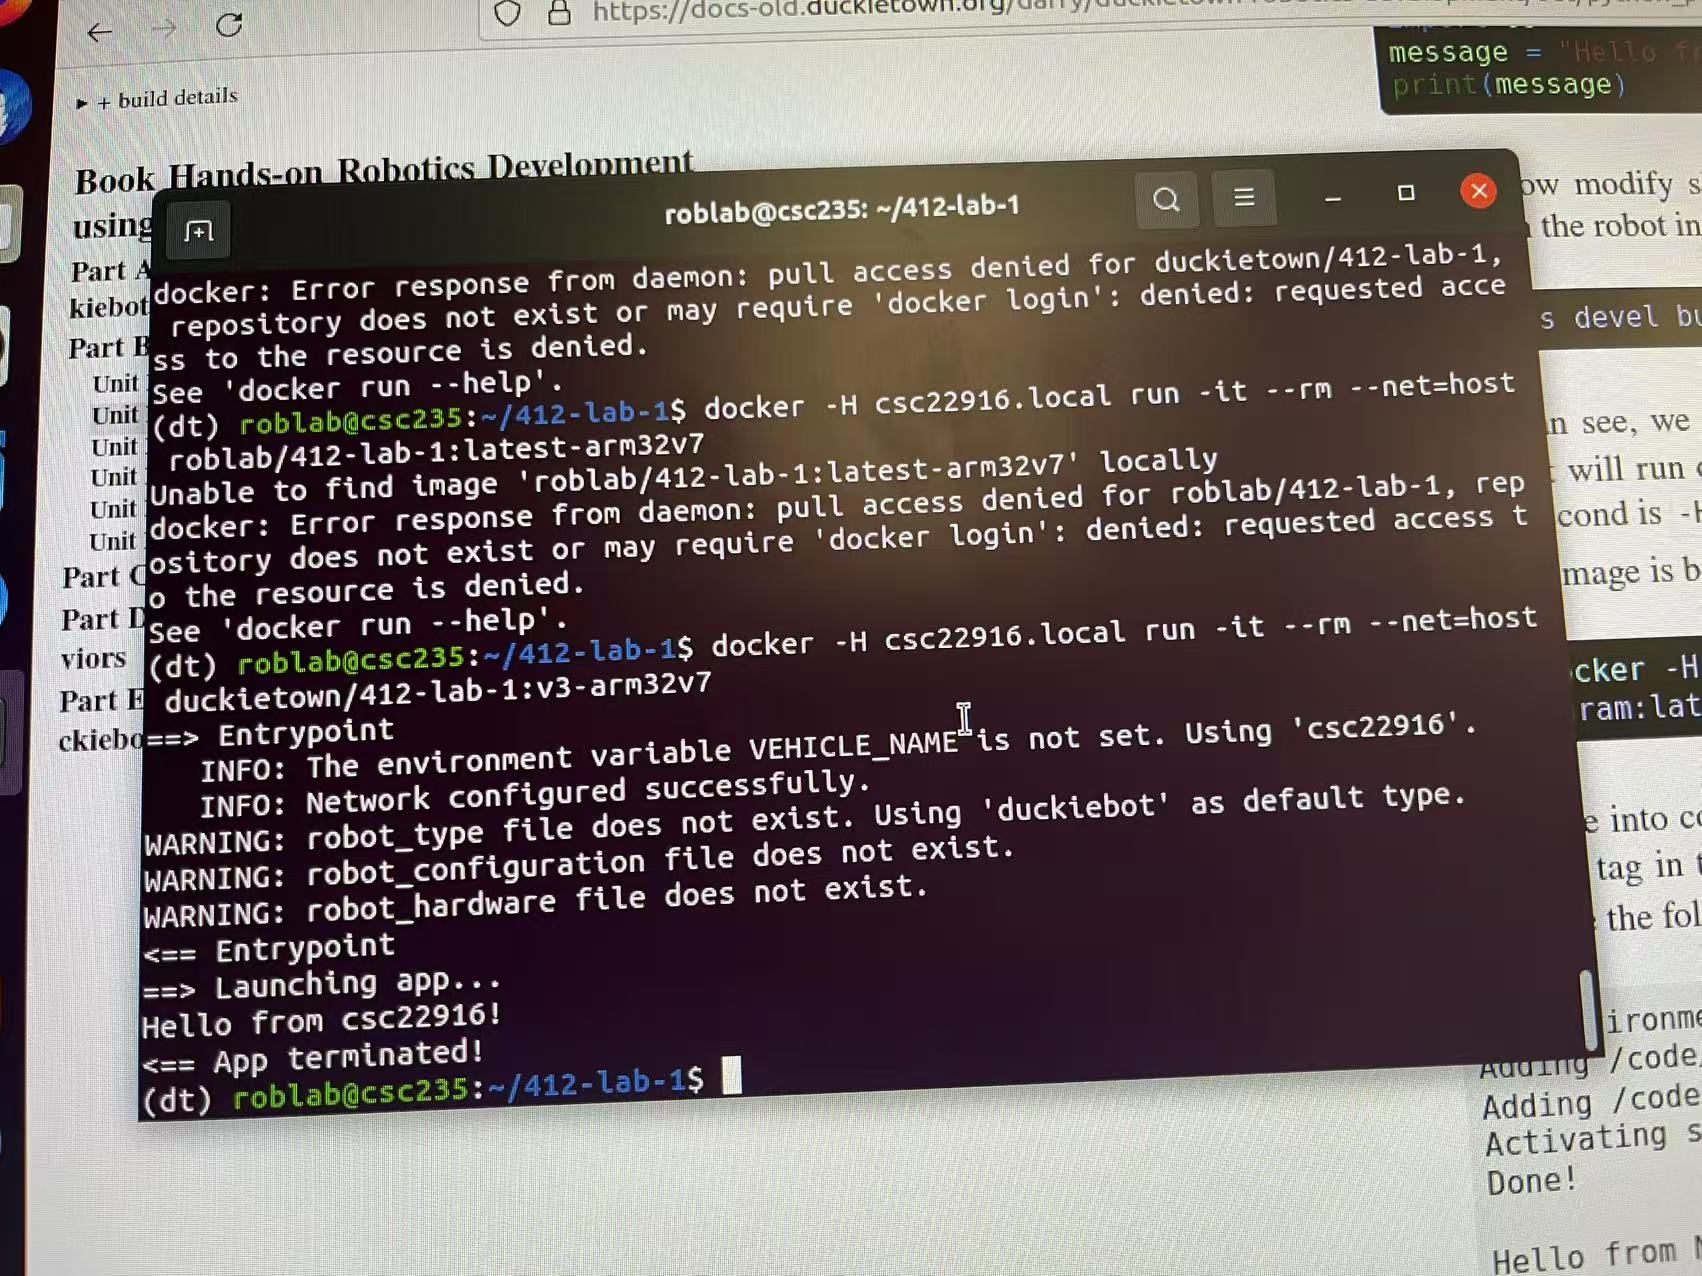 https://docs-old.duckietown.org/
+ build details
message = "Hello
print(message)
Book Hands-on Robotics Development
using
Part A
kiebot
Part B
Unit
Unit
Unit
Unit
Unit
Unit
Part C
Part D
viors
Part E
ckiebo
roblab@csc235: ~/412-lab-1
docker: Error response from daemon: pull access denied for duckietown/412-lab-1,
repository does not exist or may require 'docker login': denied: requested acce
ss to the resource is denied.
See 'docker run --help'.
(dt) roblab@csc235:~/412-lab-1$ docker -H csc22916.local run -it --rm --net=host
roblab/412-lab-1:latest-arm32v7
Unable to find image 'roblab/412-lab-1:latest-arm32v7' locally
docker: Error response from daemon: pull access denied for roblab/412-lab-1, rep
ository does not exist or may require 'docker login': denied: requested access t
o the resource is denied.
See 'docker run --help'.
(dt) roblab@csc235:~/412-lab-1$ docker -H csc22916.local run -it --rm --net=host
duckietown/412-lab-1:v3-arm32v7
==> Entrypoint
INFO: The environment variable VEHICLE_NAME is not set. Using 'csc22916'.
INFO: Network configured successfully.
WARNING: robot_type file does not exist. Using 'duckiebot' as default type.
WARNING: robot_configuration file does not exist.
WARNING: robot_hardware file does not exist.
<== Entrypoint
==> Launching app...
Hello from csc22916!
<== App terminated!
(dt) roblab@csc235:~/412-lab-1$
ow modify
the robot in
s devel bu
n see, we
will run
cond is -H
mage is b
cker -H
ram:lat
e into
tag in
the fol
ironme
Adding /code
Adding /code
Activating s
Done!
Hello from